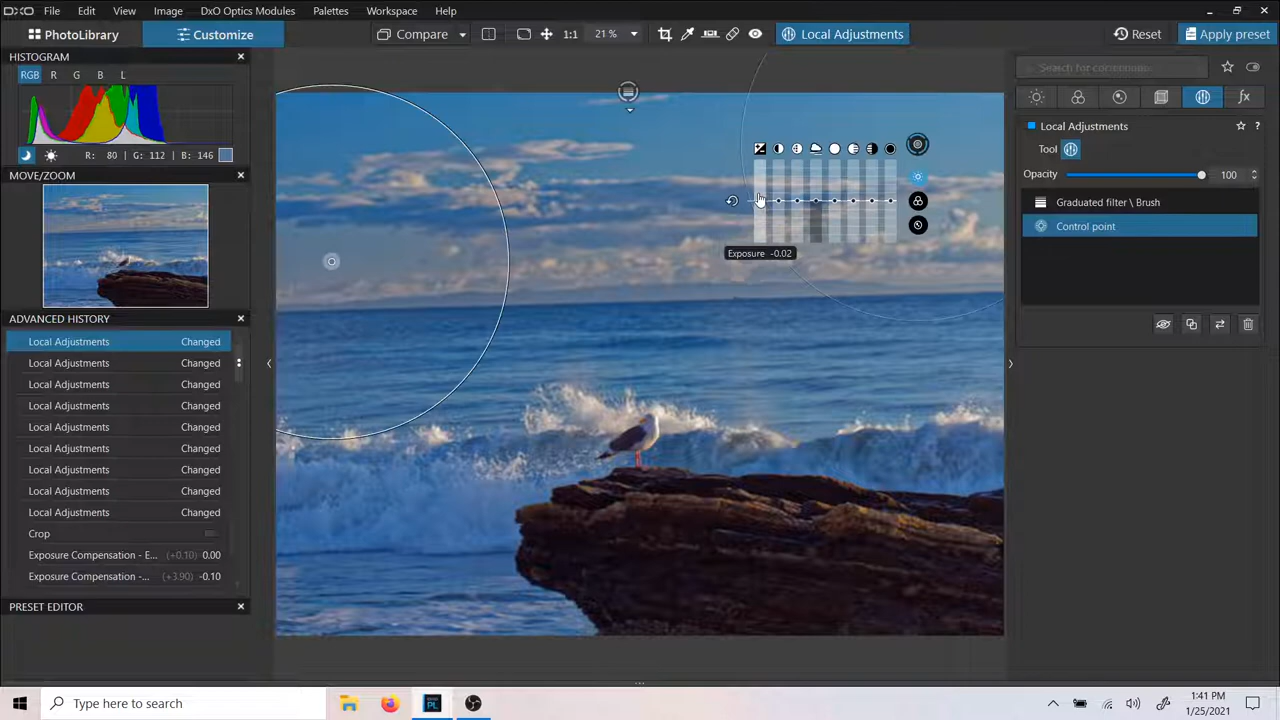 DXO File Edit View Image DxO Optics Modules Palettes Workspace Help
PhotoLibrary Customize Compare 1:1 21 % Local Adjustments Reset Apply preset
HISTOGRAM
RGB R G B L
R: 80 G: 112 B: 146
MOVE/ZOOM
ADVANCED HISTORY
Local Adjustments Changed
Local Adjustments Changed
Local Adjustments Changed
Local Adjustments Changed
Local Adjustments Changed
Local Adjustments Changed
Local Adjustments Changed
Local Adjustments Changed
Local Adjustments Changed
Crop
Exposure Compensation - E... (+0.10) 0.00
Exposure Compensation -... (+3.90) -0.10
PRESET EDITOR
Exposure -0.02
Search for corrections...
fx
Local Adjustments ?
Tool
Opacity 100
Graduated filter \ Brush
Control point
PL
Type here to search
1:41 PM
1/25/2021